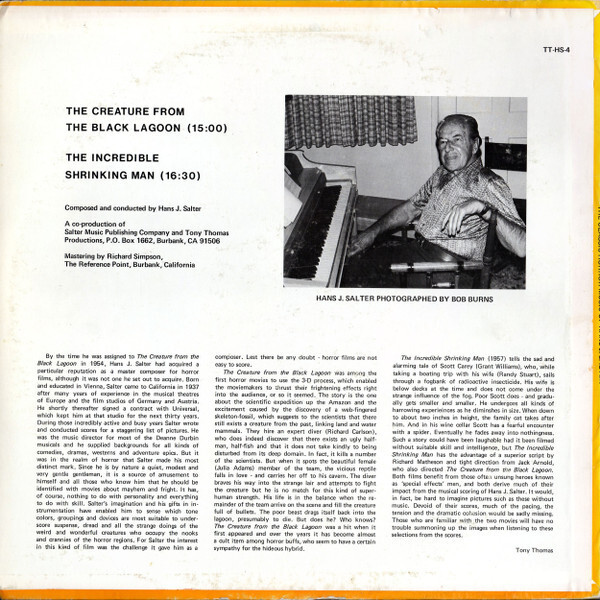 TT-HS-4
THE CREATURE FROM
THE BLACK LAGOON (15:00)
THE INCREDIBLE
SHRINKING MAN (16:30)
Composed and conducted by Hans J. Salter
A co-production of
Salter Music Publishing Company and Tony Thomas
Productions, P.O. Box 1662, Burbank, CA 91506
Mastering by Richard Simpson,
The Reference Point, Burbank, California
HANS J. SALTER PHOTOGRAPHED BY BOB BURNS
By the time he was assigned to The Creature from the
Black Lagoon in 1954, Hans J. Salter had acquired a
particular reputation as a master composer for horror
films, although it was not one he set out to acquire. Born
and educated in Vienna, Salter came to California in 1937
after many years of experience in the musical theatres
of Europe and the film studios of Germany and Austria.
He shortly thereafter signed a contract with Universal,
which kept him at that studio for the next thirty years.
During those incredibly active and busy years Salter wrote
and conducted scores for a staggering list of pictures. He
was the music director for most of the Deanna Durbin
musicals and he supplied backgrounds for all kinds of
comedies, dramas, westerns and adventure epics. But it
was in the realm of horror that Salter made his most
distinct mark. Since he is by nature a quiet, modest and
very gentle gentleman, it is a source of amusement to
himself and all those who know him that he should be
identified with movies about mayhem and fright. It has,
of course, nothing to do with personality and everything
to do with skill. Salter's imagination and his gifts in in-
strumentation have enabled him to sense which tone
colors, groupings and devices are most suitable to under-
score suspense, dread and all the strange doings of the
weird and wonderful creatures who occupy the nooks
and crannies of the horror regions. For Salter the interest
in this kind of film was the challenge it gave him as a
composer. Lest there be any doubt - horror films are not
easy to score.
The Creature from the Black Lagoon was among the
first horror movies to use the 3-D process, which enabled
the moviemakers to thrust their frightening effects right
into the audience, or so it seemed. The story is the one
about the scientific expedition up the Amazon and the
excitement caused by the discovery of a web-fingered
skeleton-fossil, which suggests to the scientists that there
still exists a creature from the past, linking land and water
mammals. They hire an expert diver (Richard Carlson),
who does indeed discover that there exists an ugly half-
man, half-fish and that it does not take kindly to being
disturbed from its deep domain. In fact, it kills a number
of the scientists. But when it spots the beautiful female
(Julia Adams) member of the team, the vicious reptile
falls in love - and carries her off to his cavern. The diver
braves his way into the strange lair and attempts to fight
the creature but he is no match for this kind of super-
human strength. His life is in the balance when the re-
mainder of the team arrive on the scene and fill the creature
full of bullets. The poor beast drags itself back into the
lagoon, presumably to die. But does he? Who knows?
The Creature from the Black Lagoon was a hit when it
first appeared and over the years it has become almost
a cult item among horror buffs, who seem to have a certain
sympathy for the hideous hybrid.
The Incredible Shrinking Man (1957) tells the sad and
alarming tale of Scott Carey (Grant Williams), who, while
taking a boating trip with his wife (Randy Stuart), sails
through a fogbank of radioactive insecticide. His wife is
below decks at the time and does not come under the
strange influence of the fog. Poor Scott does - and gradu-
ally gets smaller and smaller. He undergoes all kinds of
harrowing experiences as he diminshes in size. When down
to about two inches in height, the family cat takes after
him. And in his wine cellar Scott has a fearful encounter
with a spider. Eventually he fades away into nothingness.
Such a story could have been laughable had it been filmed
without suitable skill and intelligence, but The Incredible
Shrinking Man has the advantage of a superior script by
Richard Matheson and tight direction from Jack Arnold,
who also directed The Creature from the Black Lagoon.
Both films benefit from those often unsung heroes known
as 'special effects' men, and both derive much of their
impact from the musical scoring of Hans J. Salter. It would,
in fact, be hard to imagine pictures such as those without
music. Devoid of their scores, much of the pacing, the
tension and the dramatic cohesion would be sadly missing.
Those who are familiar with the two movies will have no
trouble summoning up the images when listening to these
selections from the scores.
Tony Thomas